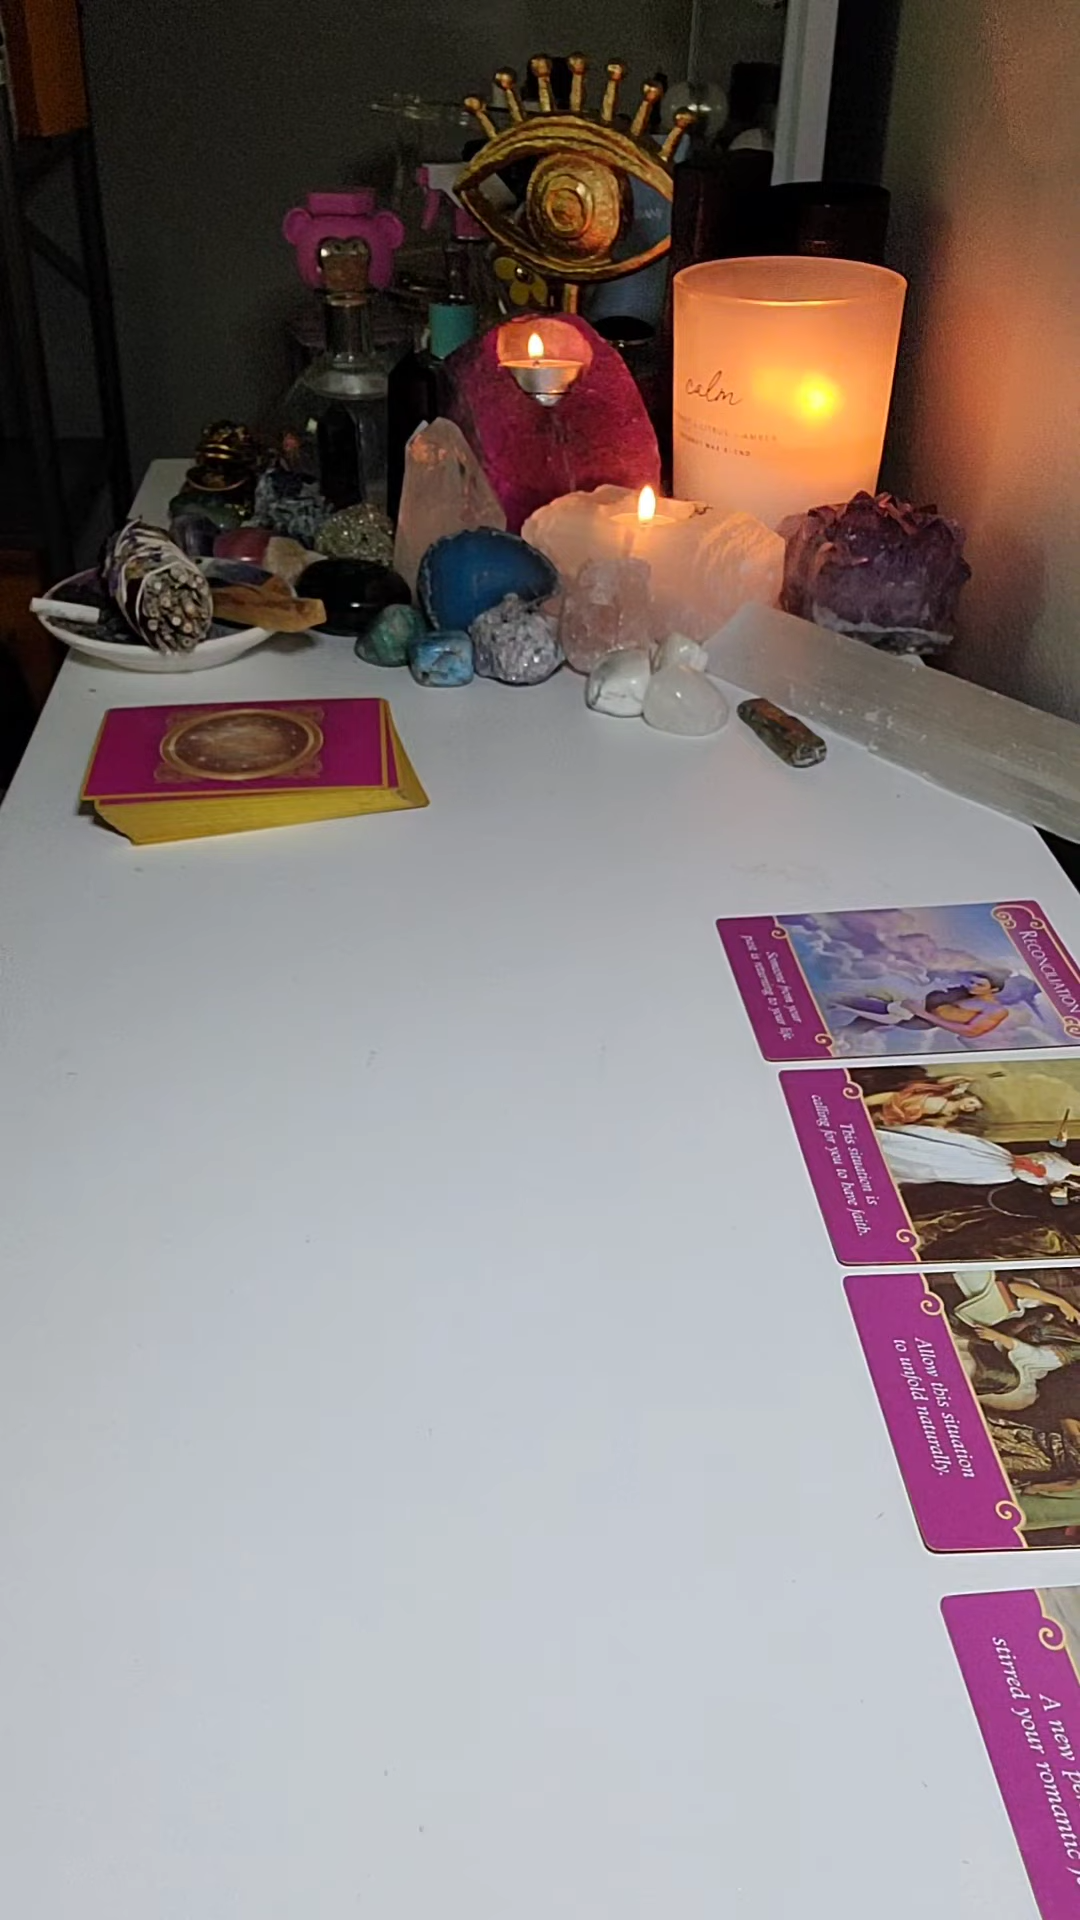 calm
RECONCILIATION
Someone from your
past is returning to your life.
This situation is
calling for you to have faith.
Allow this situation
to unfold naturally.
A new
stirred your romantic